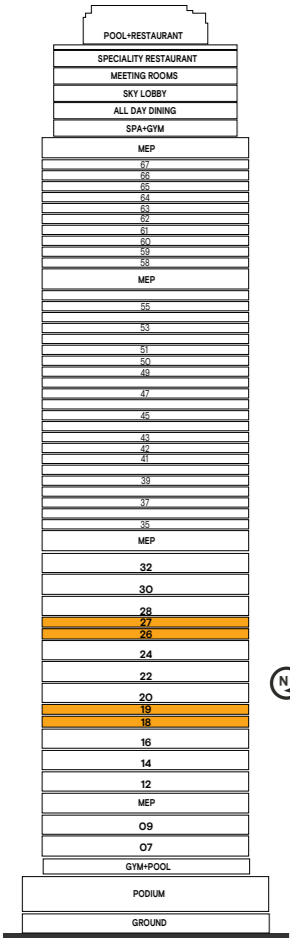 POOL+RESTAURANT
SPECIALITY RESTAURANT
MEETING ROOMS
SKY LOBBY
ALL DAY DINING
SPA+GYM
MEP
67
66
65
64
63
62
61
60
59
58
MEP
55
53
51
50
49
47
45
43
42
41
39
37
35
MEP
32
30
28
27
26
24
22
N
20
19
18
16
14
12
MEP
09
07
GYM+POOL
PODIUM
GROUND